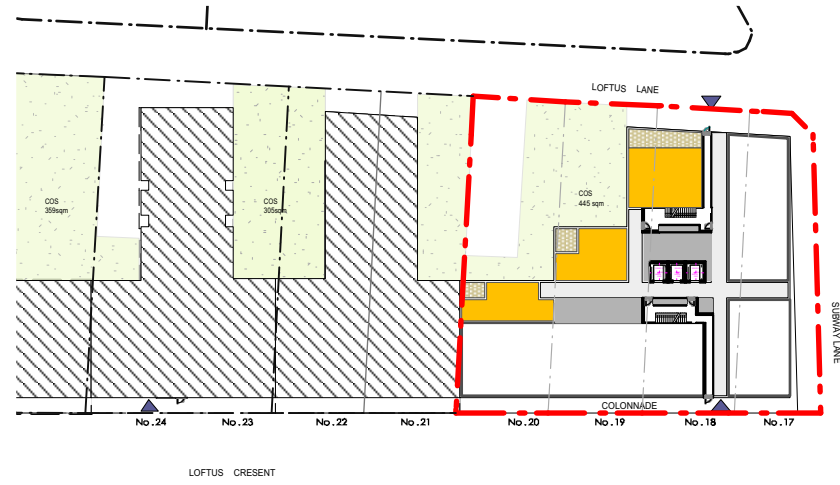 LOFTUS LANE
COS
359sqm
COS
305sqm
COS
445 sqm
SUBWAY LANE
COLONNADE
No.24
No.23
No.22
No.21
No.20
No.19
No.18
No.17
LOFTUS CRESENT